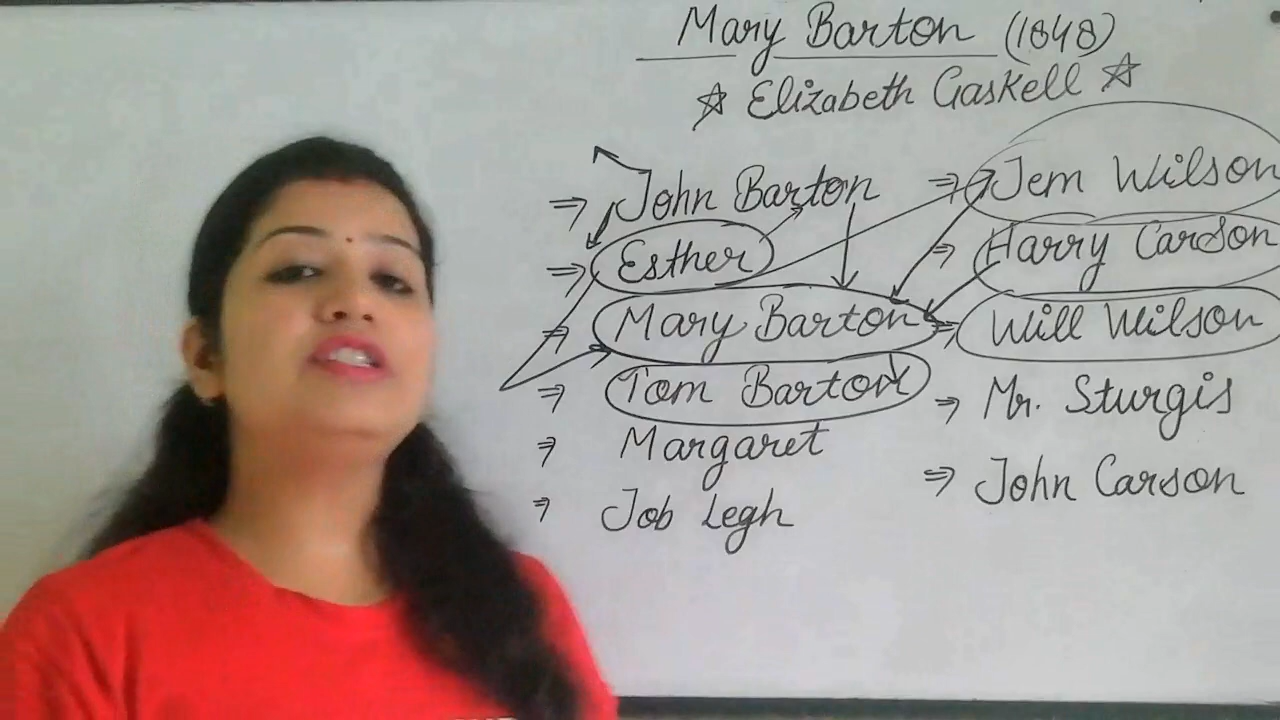 Mary Barton (1848)
☆ Elizabeth Gaskell ☆
⇒ John Barton
⇒ Esther
⇒ Mary Barton
⇒ Tom Barton
⇒ Margaret
⇒ Job Legh
⇒ Jem Wilson
⇒ Harry Carson
⇒ Will Wilson
⇒ Mr. Sturgis
⇒ John Carson